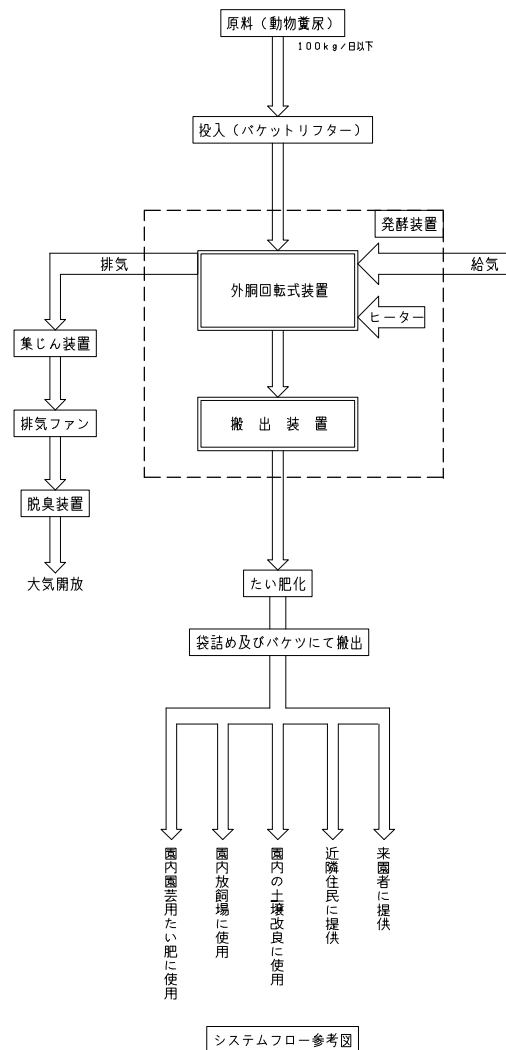 原料(動物糞尿)
100kg/日以下
投入(バケットリフター)
発酵装置
排気
給気
外胴回転式装置
ヒーター
集じん装置
排気ファン
搬出装置
脱臭装置
大気開放
たい肥化
袋詰め及びバケツにて搬出
園内園芸用たい肥に使用
園内放飼場に使用
園内の土壌改良に使用
近隣住民に提供
来園者に提供
システムフロー参考図